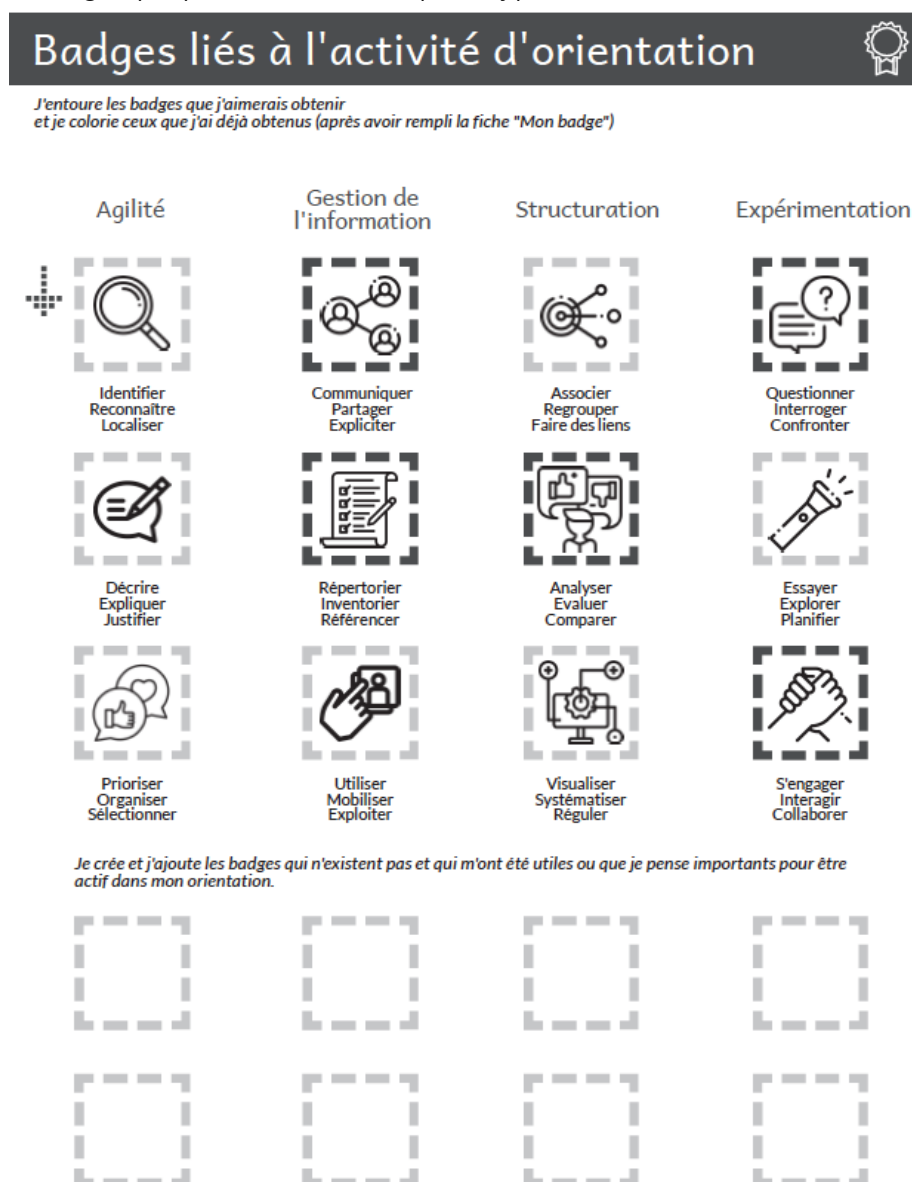 Badges liés à l'activité d'orientation
J'entoure les badges que j'aimerais obtenir
et je colorie ceux que j'ai déjà obtenus (après avoir rempli la fiche "Mon badge")
Agilité
Gestion de
l'information
Structuration
Expérimentation
?
Identifier
Reconnaître
Localiser
Communiquer
Partager
Expliciter
Associer
Regrouper
Faire des liens
Questionner
Interroger
Confronter
Décrire
Expliquer
Justifier
Répertorier
Inventorier
Référencer
Analyser
Evaluer
Comparer
Essayer
Explorer
Planifier
Prioriser
Organiser
Sélectionner
Utiliser
Mobiliser
Exploiter
Visualiser
Systématiser
Réguler
S'engager
Interagir
Collaborer
Je crée et j'ajoute les badges qui n'existent pas et qui m'ont été utiles ou que je pense importants pour être
actif dans mon orientation.